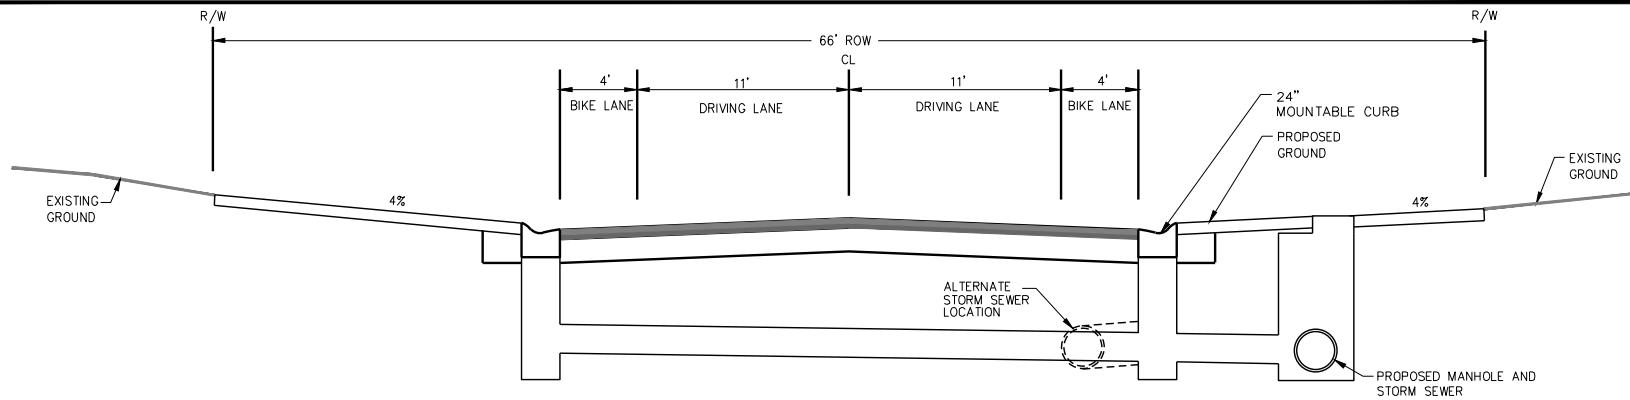 R/W
R/W
66' ROW
CL
4'
11'
11'
4'
BIKE LANE
DRIVING LANE
DRIVING LANE
BIKE LANE
24"
MOUNTABLE CURB
PROPOSED
GROUND
EXISTING
GROUND
EXISTING
GROUND
4%
4%
ALTERNATE
STORM SEWER
LOCATION
PROPOSED MANHOLE AND
STORM SEWER